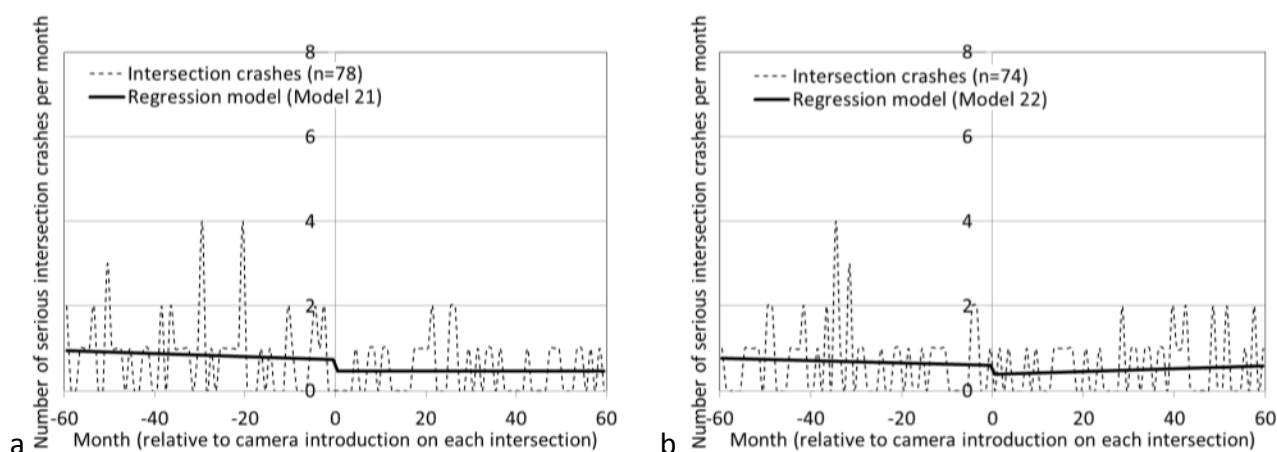 Number of serious intersection crashes per month
8
6
4
2
0
Intersection crashes (n=78)
Regression model (Model 21)
-60 -40 -20 0 20 40 60
Month (relative to camera introduction on each intersection)
a
Number of serious intersection crashes per month
8
6
4
2
0
Intersection crashes (n=74)
Regression model (Model 22)
-60 -40 -20 0 20 40 60
Month (relative to camera introduction on each intersection)
b